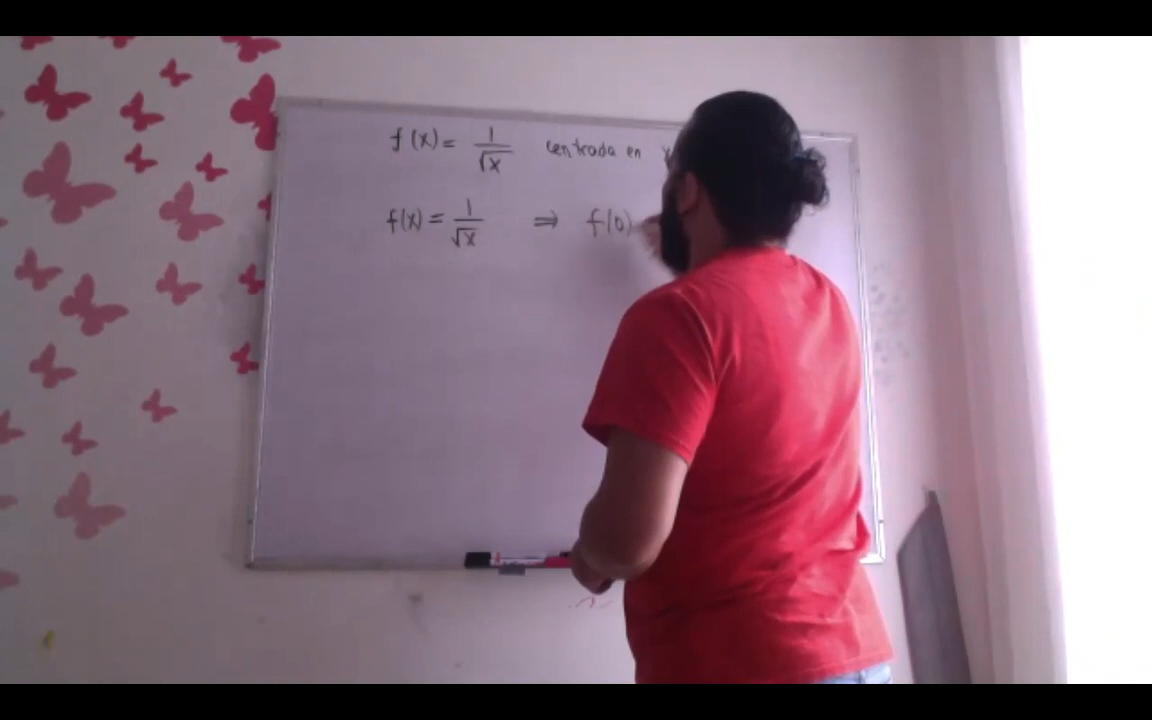 f(x) = 1/√x centrada en x
f(x) = 1/√x ⇒ f(0)